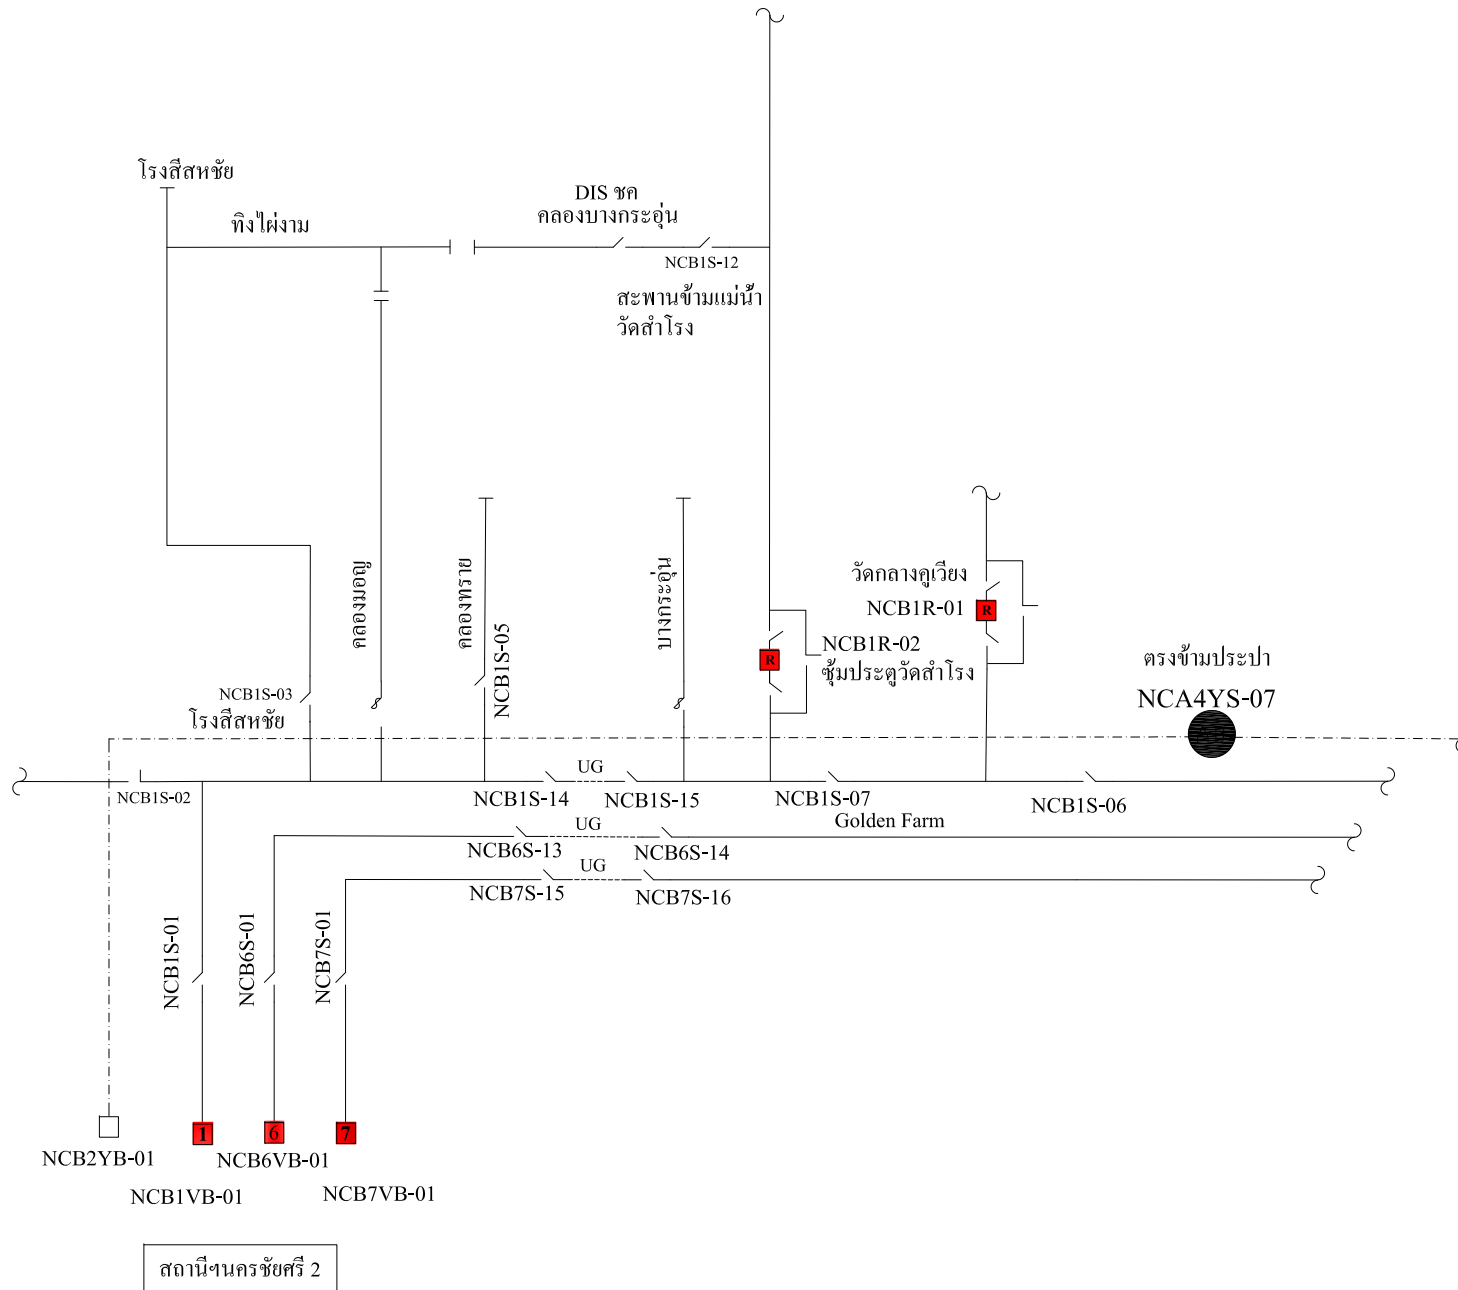 โรงสีสหชัย
ทิงไผ่งาม
DIS ชค
คลองบางกระอุ่น
NCB1S-12
สะพานข้ามแม่น้ำ
วัดสำโรง
คลองมอญ
คลองทราย
NCB1S-05
บางกระอุ่น
วัดกลางคูเวียง
NCB1R-01
R
NCB1R-02
R
ซุ้มประตูวัดสำโรง
ตรงข้ามประปา
NCA4YS-07
NCB1S-03
โรงสีสหชัย
NCB1S-02
UG
NCB1S-14
NCB1S-15
NCB1S-07
NCB1S-06
Golden Farm
UG
NCB6S-13
NCB6S-14
UG
NCB7S-15
NCB7S-16
NCB1S-01
NCB6S-01
NCB7S-01
1
6
7
NCB2YB-01
NCB6VB-01
NCB1VB-01
NCB7VB-01
สถานีฯนครชัยศรี 2